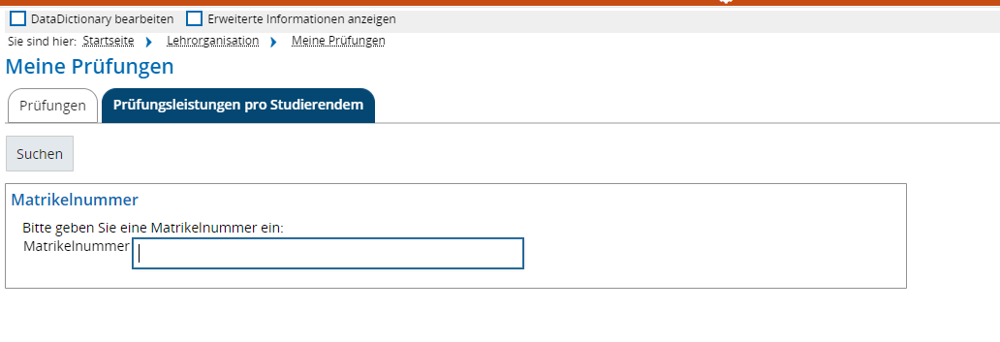 DataDictionary bearbeiten Erweiterte Informationen anzeigen
Sie sind hier: Startseite Lehrorganisation Meine Prüfungen
Meine Prüfungen
Prüfungen Prüfungsleistungen pro Studierendem
Suchen
Matrikelnummer
Bitte geben Sie eine Matrikelnummer ein:
Matrikelnummer